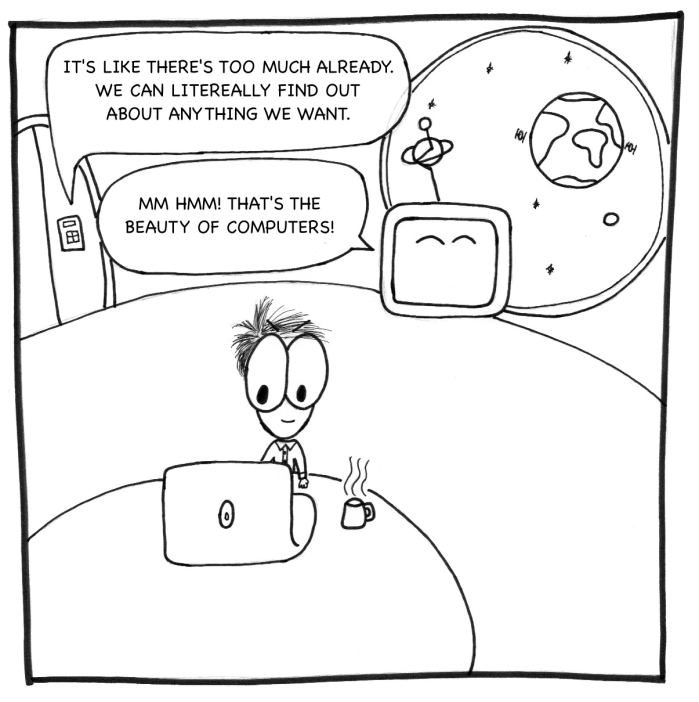 IT'S LIKE THERE'S TOO MUCH ALREADY.
WE CAN LITEREALLY FIND OUT
ABOUT ANYTHING WE WANT.
MM HMM! THAT'S THE
BEAUTY OF COMPUTERS!